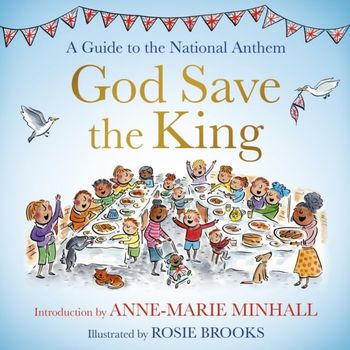 A Guide to the National Anthem
God Save
the King
Introduction by ANNE-MARIE MINHALL
Illustrated by ROSIE BROOKS